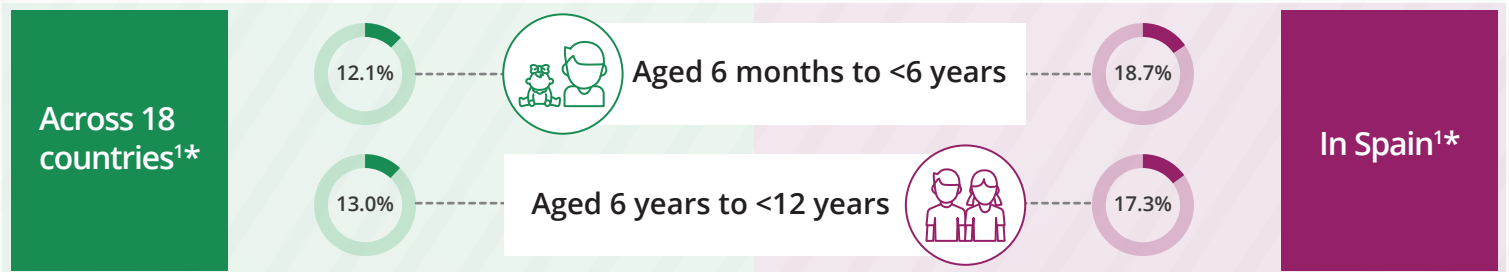 Across 18
countries¹*
12.1%
Aged 6 months to <6 years
18.7%
13.0%
Aged 6 years to <12 years
17.3%
In Spain¹*